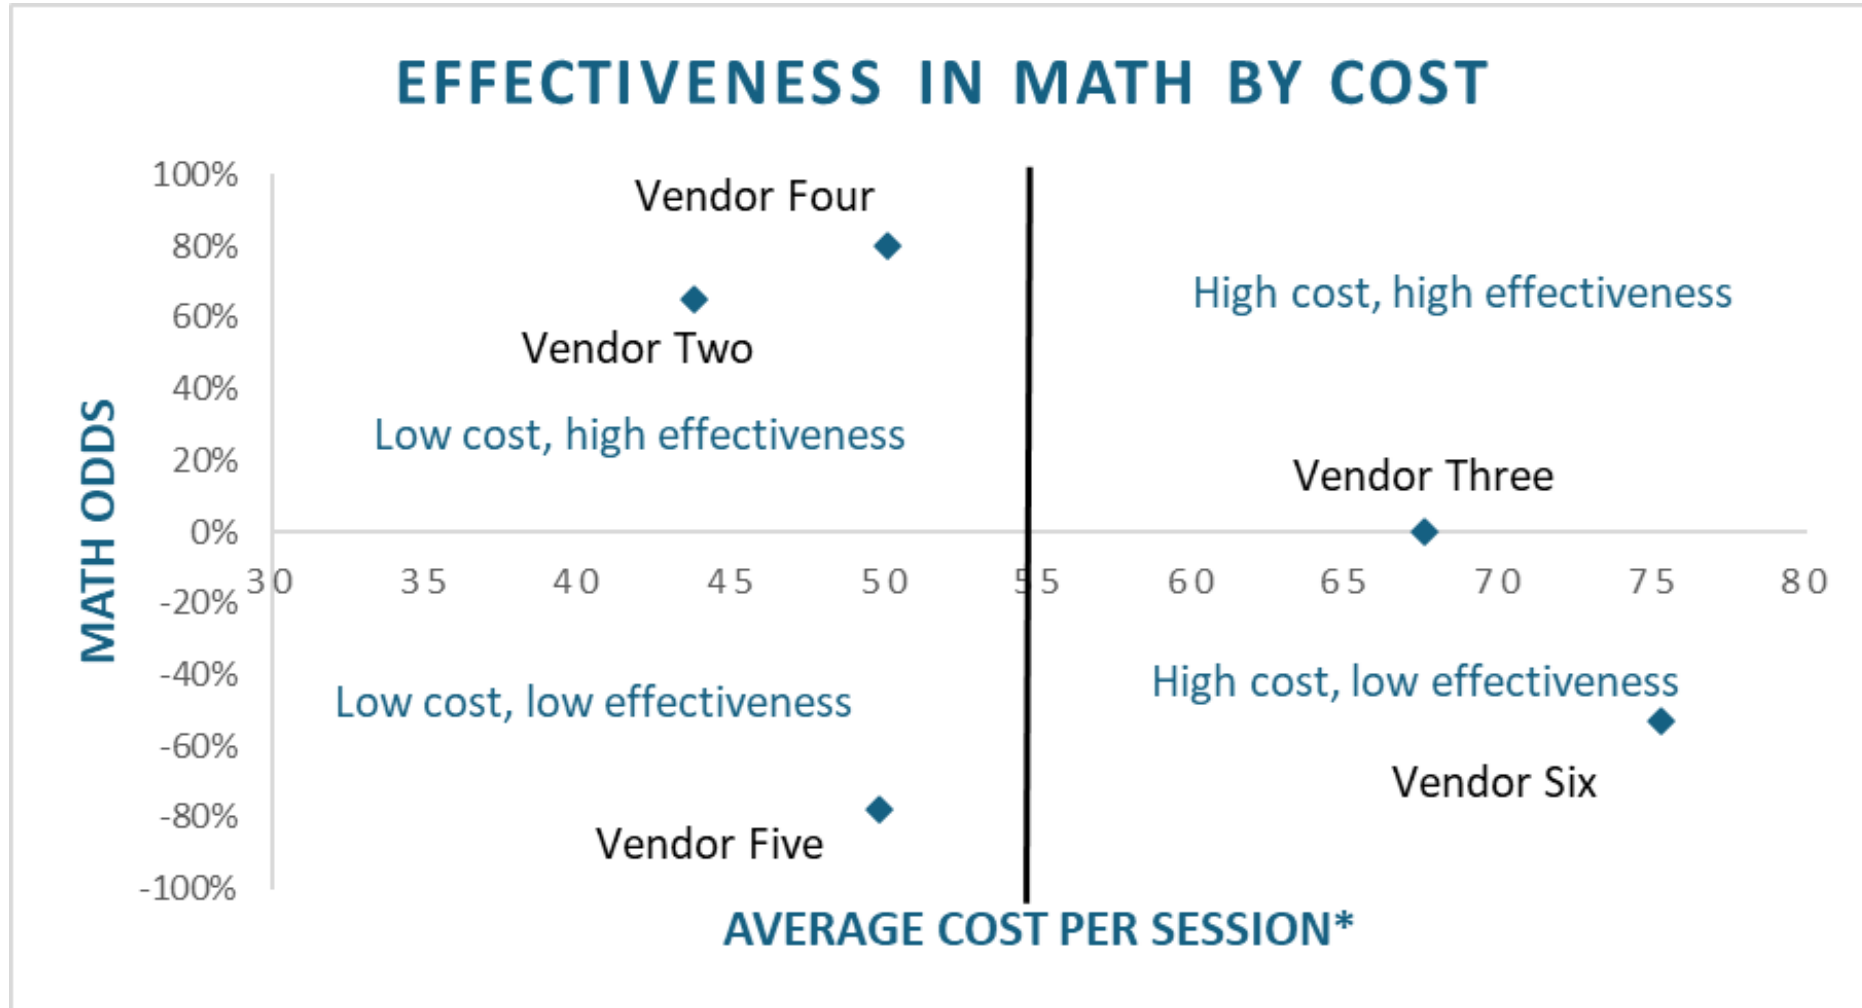 EFFECTIVENESS IN MATH BY COST
100%
Vendor Four
80%
High cost, high effectiveness
60%
Vendor Two
40%
Low cost, high effectiveness
20%
Vendor Three
MATH ODDS
0%
30 35 40 45 50 55 60 65 70 75 80
-20%
-40%
High cost, low effectiveness
Low cost, low effectiveness
-60%
Vendor Six
-80%
Vendor Five
-100%
AVERAGE COST PER SESSION*